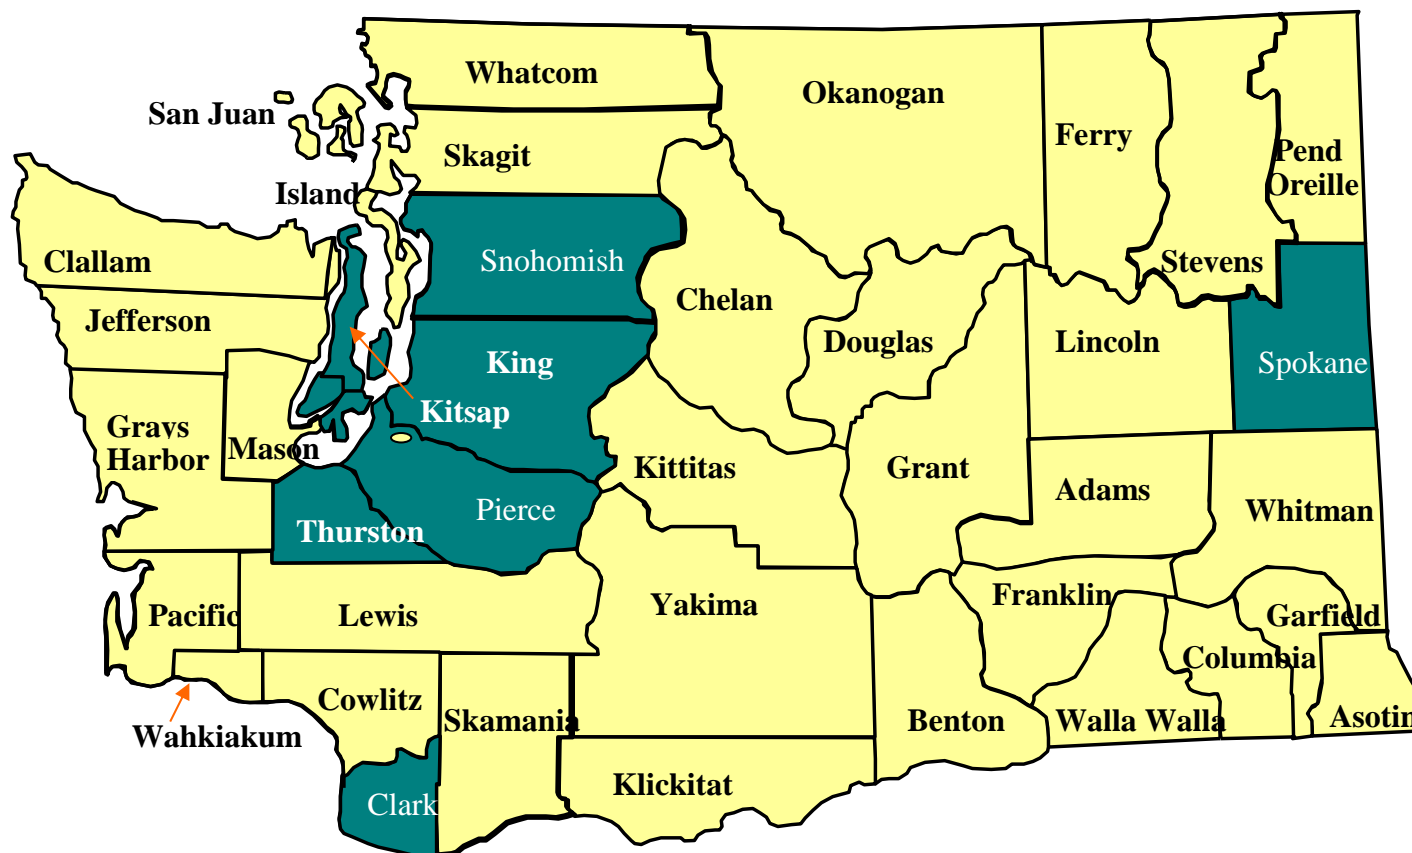 Whatcom
Okanogan
San Juan
Ferry
Skagit
Pend
Oreille
Island
Clallam
Snohomish
Stevens
Chelan
Jefferson
Douglas
Lincoln
King
Spokane
Kitsap
Grays
Harbor
Mason
Kittitas
Grant
Adams
Whitman
Pierce
Thurston
Franklin
Yakima
Pacific
Lewis
Garfield
Columbia
Cowlitz
Skamania
Benton
Walla Walla
Asotin
Wahkiakum
Klickitat
Clark